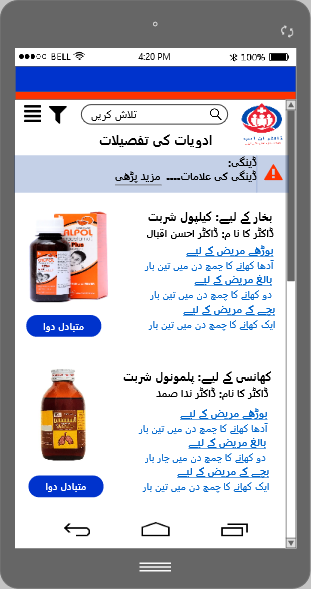 BELL 4:20 PM 100%
تلاش کریں
ادویات کی تفصیلات
ڈینگی:
ڈینگی کی علامات.... مزید پڑھی
بخار کے لیے: کیلپول شربت
ڈاکٹر کا نا م: ڈاکٹر احسن اقبال
بوڑھے مریض کے لیے
آدھا کھانے کا چمچ دن میں تین بار
بالغ مریض کے لیے
دو کھانے کا چمچ دن میں تین بار
بچے کے مریض کے لیے
ایک کھانے کا چمچ دن میں تین بار
CALPOL
Plus
متبادل دوا
کھانسی کے لیے: پلمونول شربت
ڈاکٹر کا نام: ڈاکٹر ندا صمد
بوڑھے مریض کے لیے
آدھا کھانے کا چمچ دن میں تین بار
بالغ مریض کے لیے
دو کھانے کا چمچ دن میں چار بار
بچے کے مریض کے لیے
ایک کھانے کا چمچ دن میں تین بار
متبادل دوا